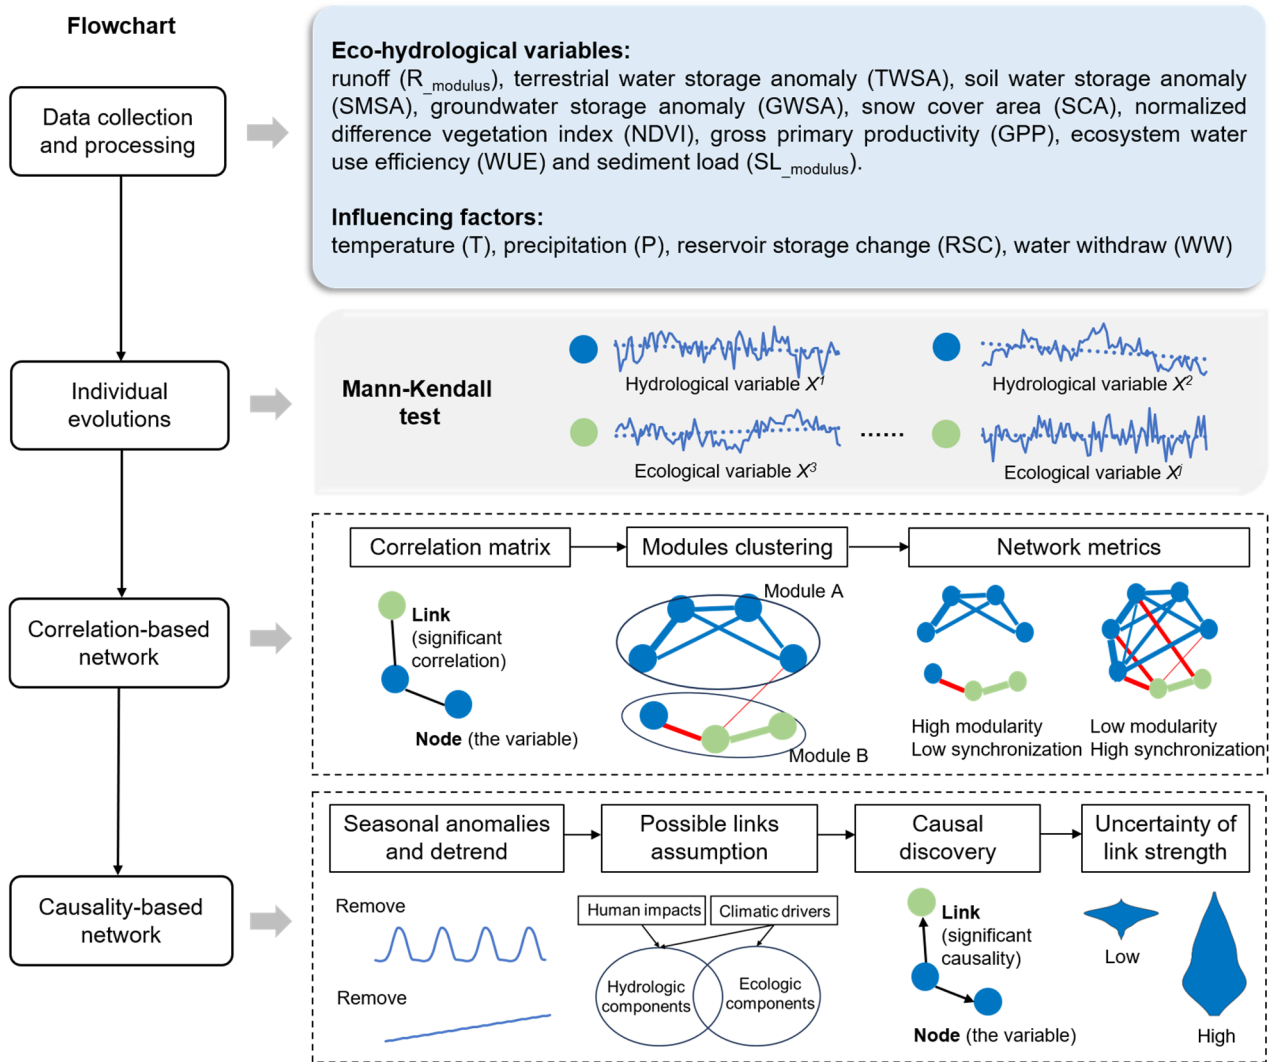 Flowchart
Data collection
and processing
Eco-hydrological variables:
runoff (R_modulus), terrestrial water storage anomaly (TWSA), soil water storage anomaly
(SMSA), groundwater storage anomaly (GWSA), snow cover area (SCA), normalized
difference vegetation index (NDVI), gross primary productivity (GPP), ecosystem water
use efficiency (WUE) and sediment load (SL_modulus).
Influencing factors:
temperature (T), precipitation (P), reservoir storage change (RSC), water withdraw (WW)
Individual
evolutions
Mann-Kendall
test
Hydrological variable X1
Hydrological variable X2
Ecological variable X3
......
Ecological variable Xj
Correlation-based
network
Correlation matrix
Modules clustering
Network metrics
Link
(significant
correlation)
Node (the variable)
Module A
Module B
High modularity
Low synchronization
Low modularity
High synchronization
Causality-based
network
Seasonal anomalies
and detrend
Possible links
assumption
Causal
discovery
Uncertainty of
link strength
Remove
Remove
Human impacts
Climatic drivers
Hydrologic
components
Ecologic
components
Link
(significant
causality)
Node (the variable)
Low
High